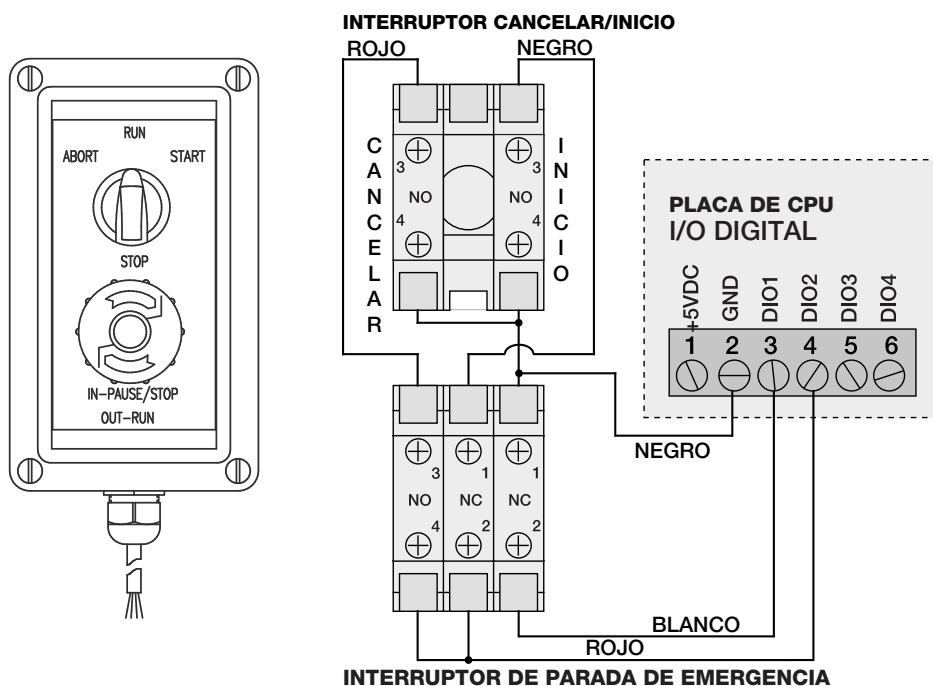 INTERRUPTOR CANCELAR/INICIO
ROJO
NEGRO
RUN
ABORT
START
STOP
IN-PAUSE/STOP
OUT-RUN
CANCELAR
3
NO
4
3
NO
4
INICIO
PLACA DE CPU
I/O DIGITAL
+5VDC
GND
DIO1
DIO2
DIO3
DIO4
1 2 3 4 5 6
NEGRO
3
NO
4
1
NC
2
1
NC
2
BLANCO
ROJO
INTERRUPTOR DE PARADA DE EMERGENCIA